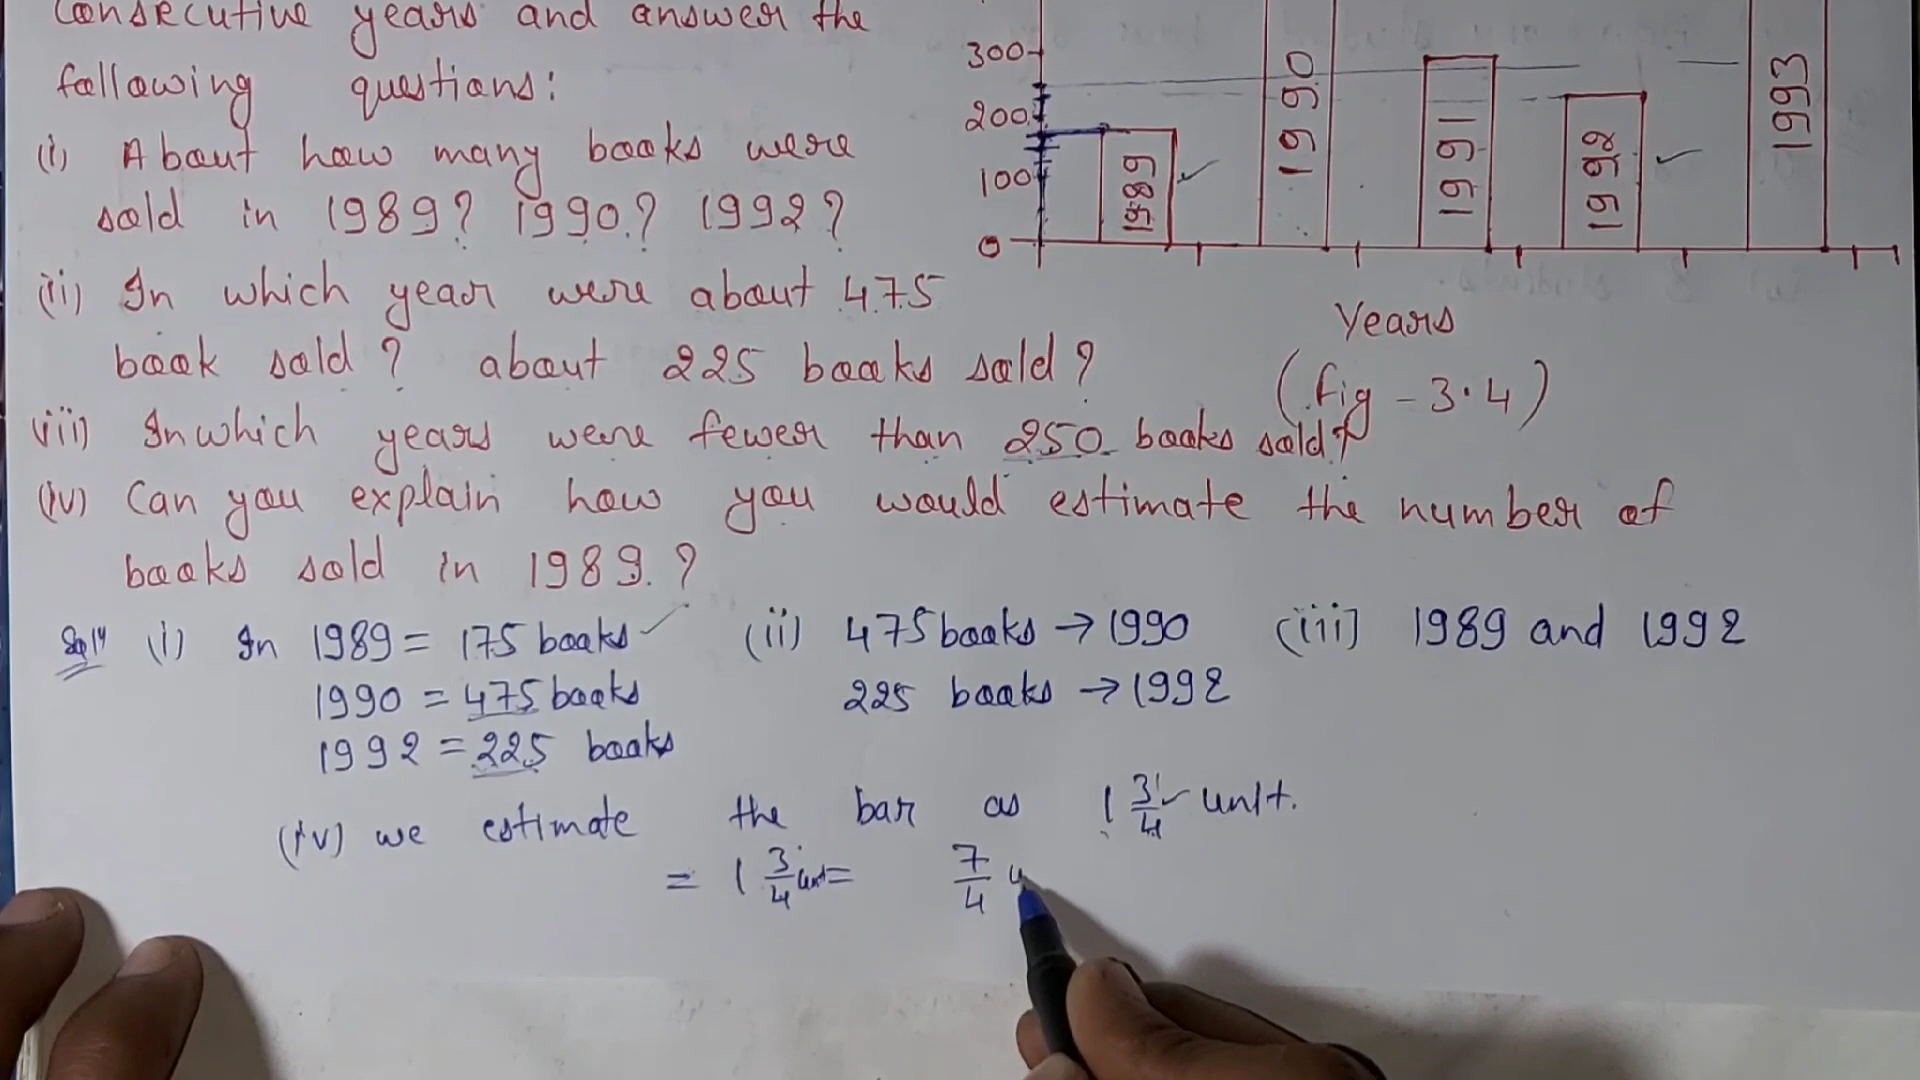 Consecutive years and answer the
following questions:
(i) About how many books were
sold in 1989? 1990? 1992?
(ii) In which year were about 475
book sold? about 225 books sold?
(iii) In which years were fewer than 250 books sold?
(iv) Can you explain how you would estimate the number of
books sold in 1989.?
300
200
100
0
1989
1990
1991
1992
1993
Years
(fig - 3.4)
Solⁿ (i) In 1989 = 175 books (ii) 475 books → 1990 (iii) 1989 and 1992
1990 = 475 books 225 books → 1992
1992 = 225 books
(iv) we estimate the bar as 1 3/4 unit.
= 1 3/4 unit = 7/4 u